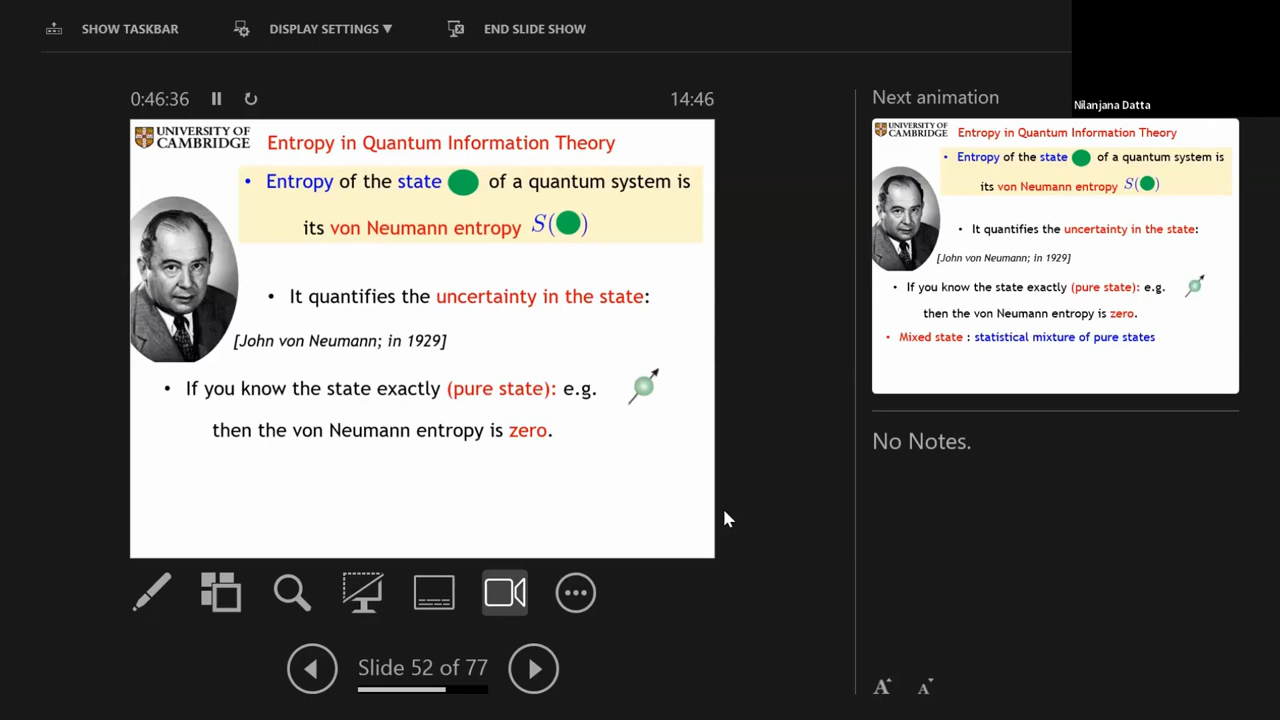 SHOW TASKBAR
DISPLAY SETTINGS ▼
END SLIDE SHOW
0:46:36
14:46
UNIVERSITY OF
CAMBRIDGE
Entropy in Quantum Information Theory
• Entropy of the state of a quantum system is
its von Neumann entropy S( )
• It quantifies the uncertainty in the state:
[John von Neumann; in 1929]
• If you know the state exactly (pure state): e.g.
then the von Neumann entropy is zero.
Slide 52 of 77
Next animation
Nilanjana Datta
UNIVERSITY OF
CAMBRIDGE
Entropy in Quantum Information Theory
• Entropy of the state of a quantum system is
its von Neumann entropy S( )
• It quantifies the uncertainty in the state:
[John von Neumann; in 1929]
• If you know the state exactly (pure state): e.g.
then the von Neumann entropy is zero.
• Mixed state : statistical mixture of pure states
No Notes.
A A